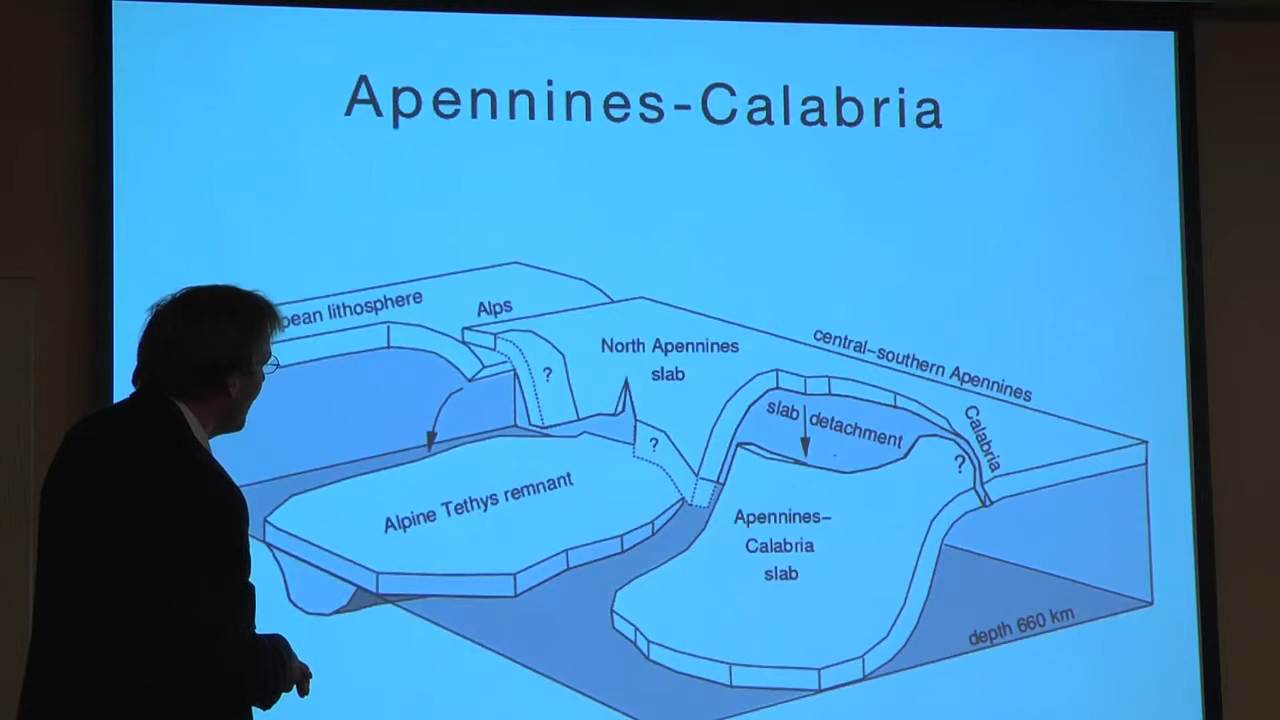 Apennines-Calabria
pean lithosphere
Alps
North Apennines
slab
?
central-southern Apennines
Calabria
slab detachment
?
?
Alpine Tethys remnant
Apennines-
Calabria
slab
depth 660 km